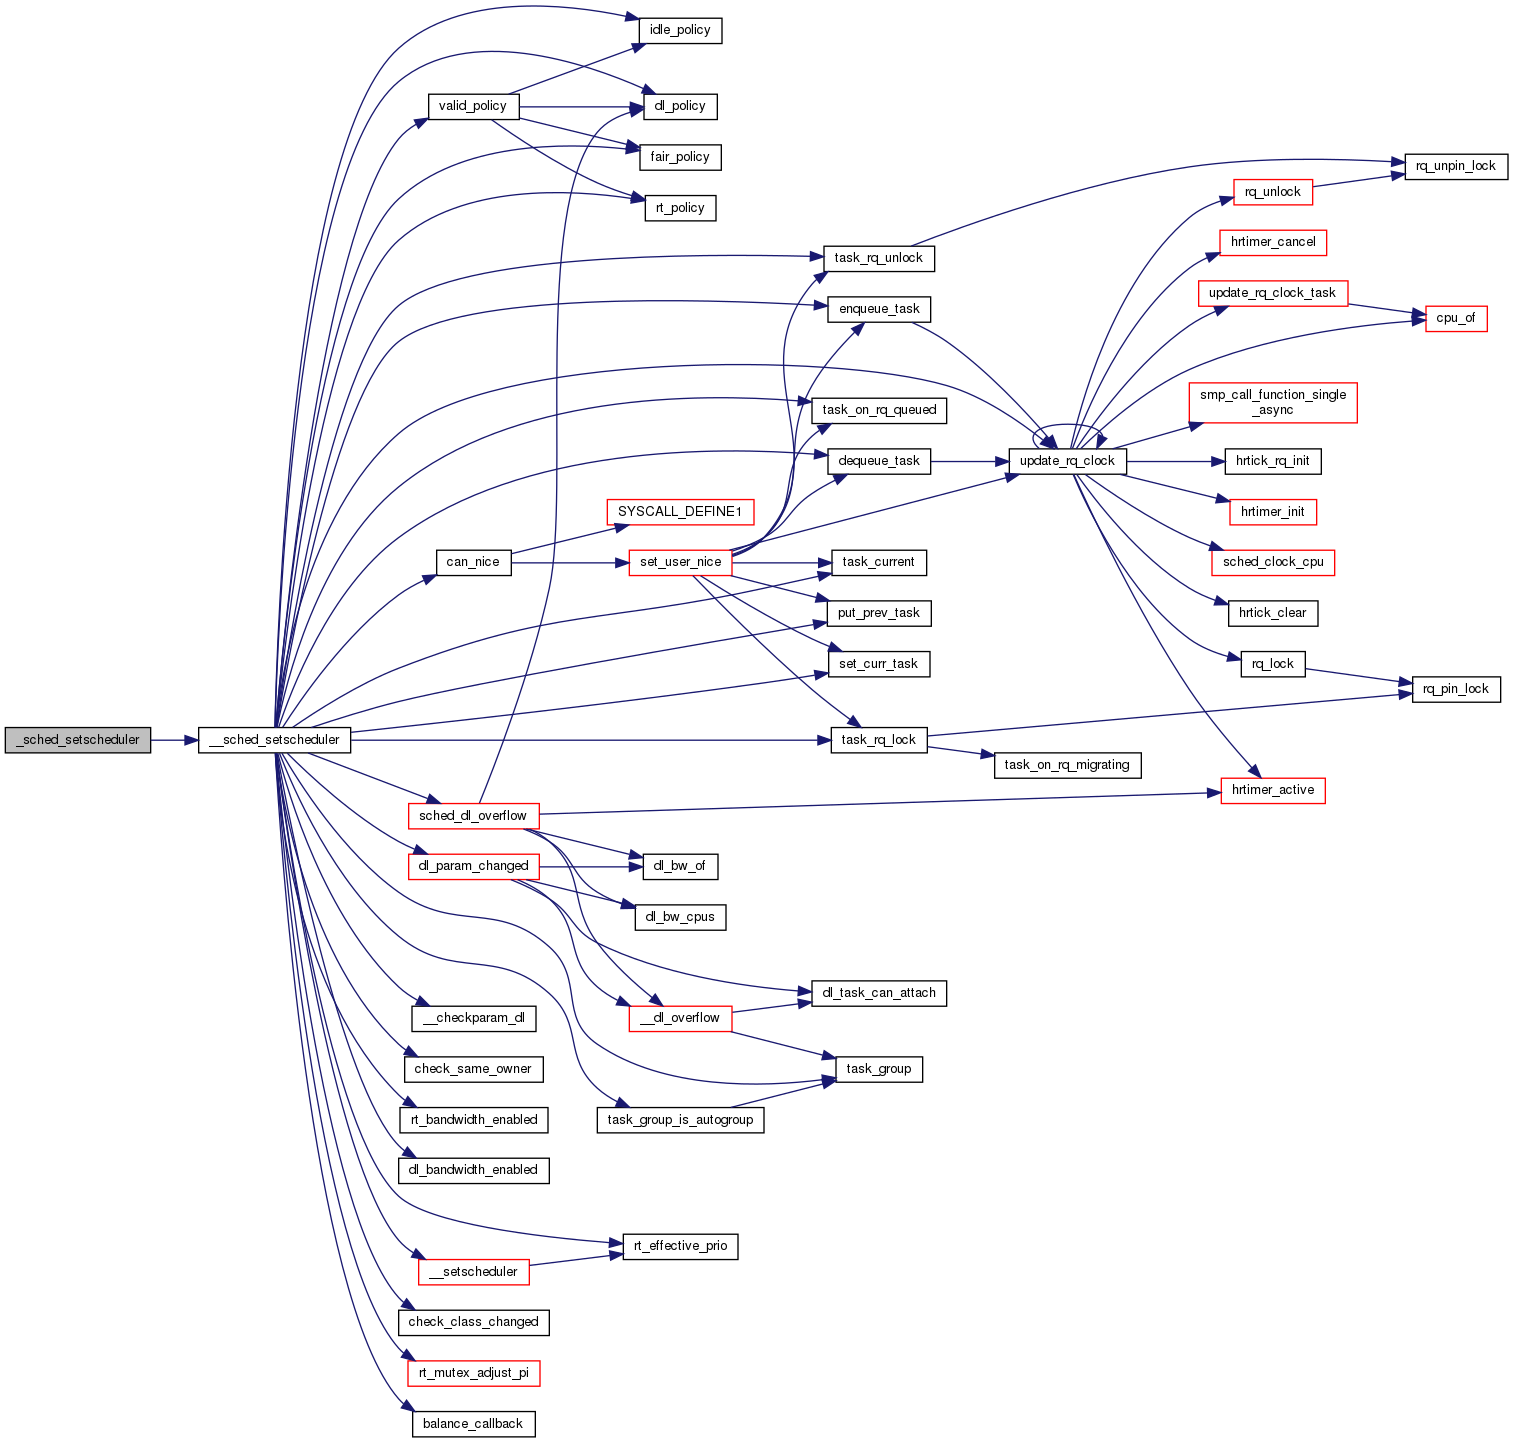 idle_policy
valid_policy
dl_policy
fair_policy
rq_unpin_lock
rq_unlock
rt_policy
hrtimer_cancel
task_rq_unlock
update_rq_clock_task
enqueue_task
cpu_of
smp_call_function_single
_async
task_on_rq_queued
dequeue_task
update_rq_clock
hrtick_rq_init
SYSCALL_DEFINE1
hrtimer_init
can_nice
set_user_nice
task_current
sched_clock_cpu
put_prev_task
hrtick_clear
set_curr_task
rq_lock
rq_pin_lock
_sched_setscheduler
__sched_setscheduler
task_rq_lock
task_on_rq_migrating
hrtimer_active
sched_dl_overflow
dl_param_changed
dl_bw_of
dl_bw_cpus
dl_task_can_attach
__checkparam_dl
__dl_overflow
check_same_owner
task_group
rt_bandwidth_enabled
task_group_is_autogroup
dl_bandwidth_enabled
rt_effective_prio
__setscheduler
check_class_changed
rt_mutex_adjust_pi
balance_callback